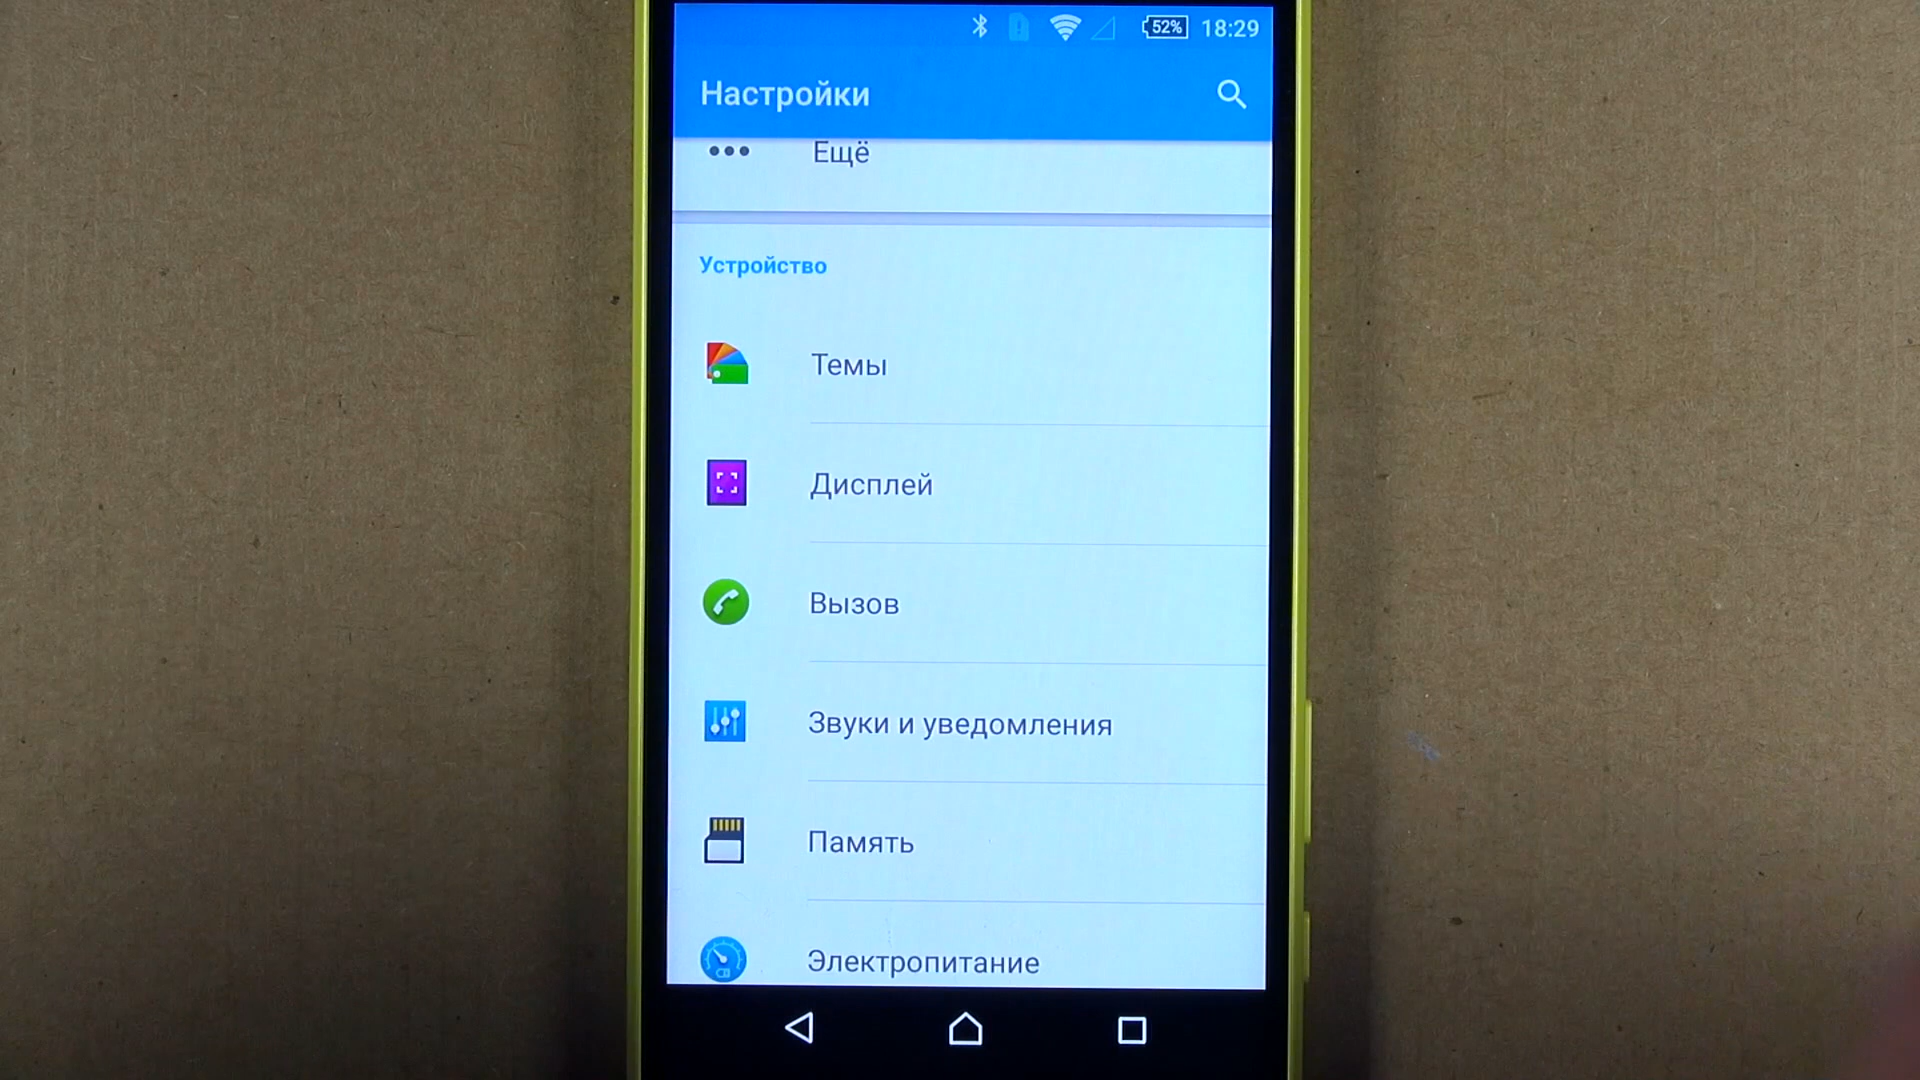 52% 18:29
Настройки
Ещё
Устройство
Темы
Дисплей
Вызов
Звуки и уведомления
Память
Электропитание